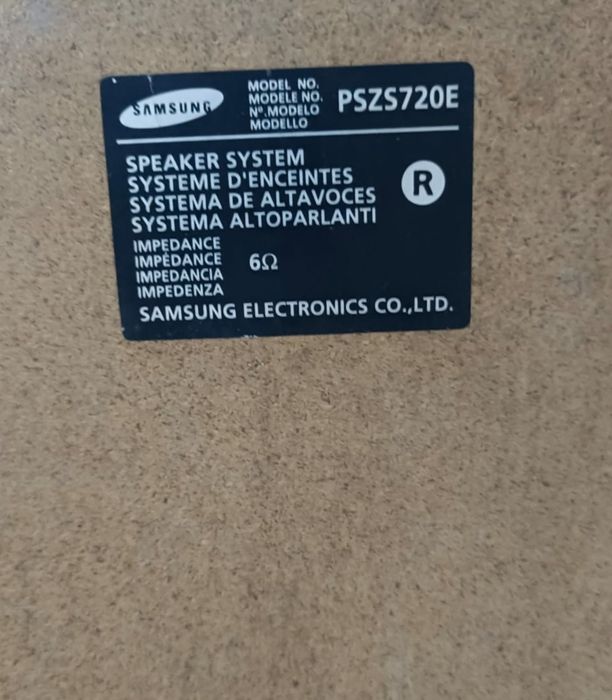 SAMSUNG
MODEL NO.
MODELE NO.
Nº.MODELO
MODELLO
PSZS720E
SPEAKER SYSTEM
SYSTEME D'ENCEINTES
SYSTEMA DE ALTAVOCES
SYSTEMA ALTOPARLANTI
R
IMPEDANCE
IMPÉDANCE
IMPEDANCIA
IMPEDENZA
6Ω
SAMSUNG ELECTRONICS CO.,LTD.